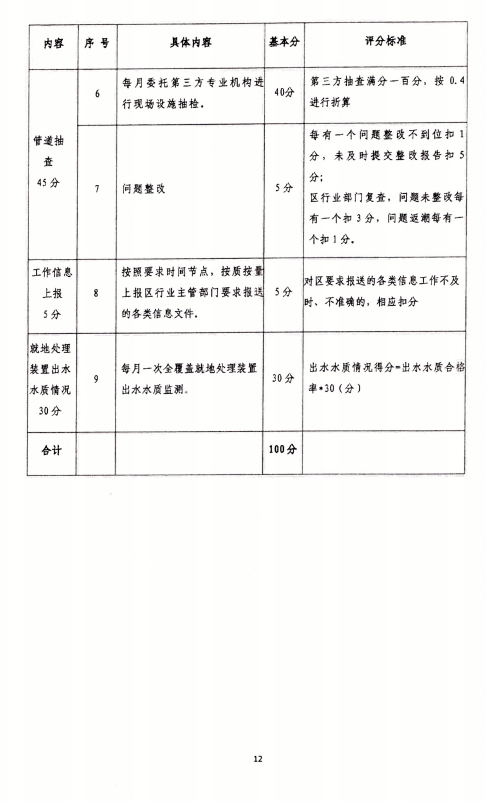 内容 序号 具体内容 基本分 评分标准
管道抽
查
45分
6
每月委托第三方专业机构进
行现场设施抽检。
40分
第三方抽查满分一百分，按 0.4
进行折算
7
问题整改
5分
每有一个问题整改不到位扣 1
分，未及时提交整改报告扣 5
分；
区行业部门复查，问题未整改每
有一个扣 3 分，问题返潮每有一
个扣 1 分。
工作信息
上报
5分
8
按照要求时间节点，按质按量
上报区行业主管部门要求报送
的各类信息文件。
5分
对区要求报送的各类信息工作不及
时、不准确的，相应扣分
就地处理
装置出水
水质情况
30分
9
每月一次全覆盖就地处理装置
出水水质监测。
30分
出水水质情况得分=出水水质合格
率*30（分）
合计
100分
12